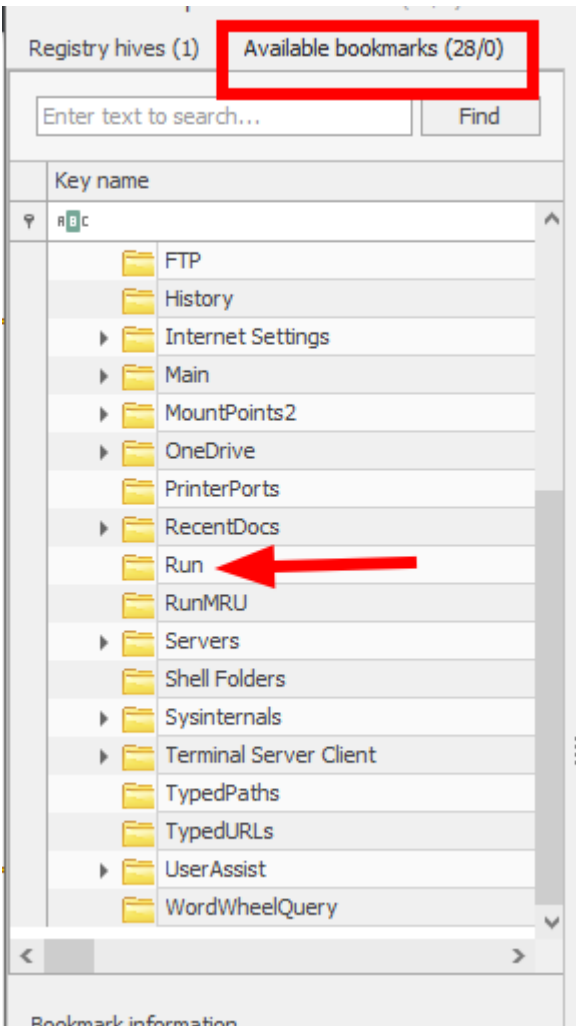 Registry hives (1) Available bookmarks (28/0)
Enter text to search... Find
Key name
ABC
FTP
History
Internet Settings
Main
MountPoints2
OneDrive
PrinterPorts
RecentDocs
Run
RunMRU
Servers
Shell Folders
Sysinternals
Terminal Server Client
TypedPaths
TypedURLs
UserAssist
WordWheelQuery
Bookmark information